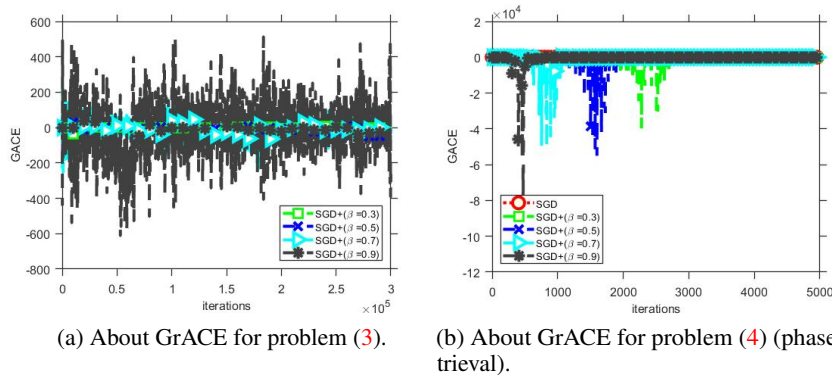 600
400
200
0
-200
-400
-600
-800
GACE
0 0.5 1 1.5 2 2.5 3
× 10^5
iterations
SGD+(β=0.3)
SGD+(β=0.5)
SGD+(β=0.7)
SGD+(β=0.9)
(a) About GrACE for problem (3).
2 × 10^4
0
-2
-4
-6
-8
-10
-12
GACE
0 1000 2000 3000 4000 5000
iterations
SGD
SGD+(β=0.3)
SGD+(β=0.5)
SGD+(β=0.7)
SGD+(β=0.9)
(b) About GrACE for problem (4) (phase
trieval).